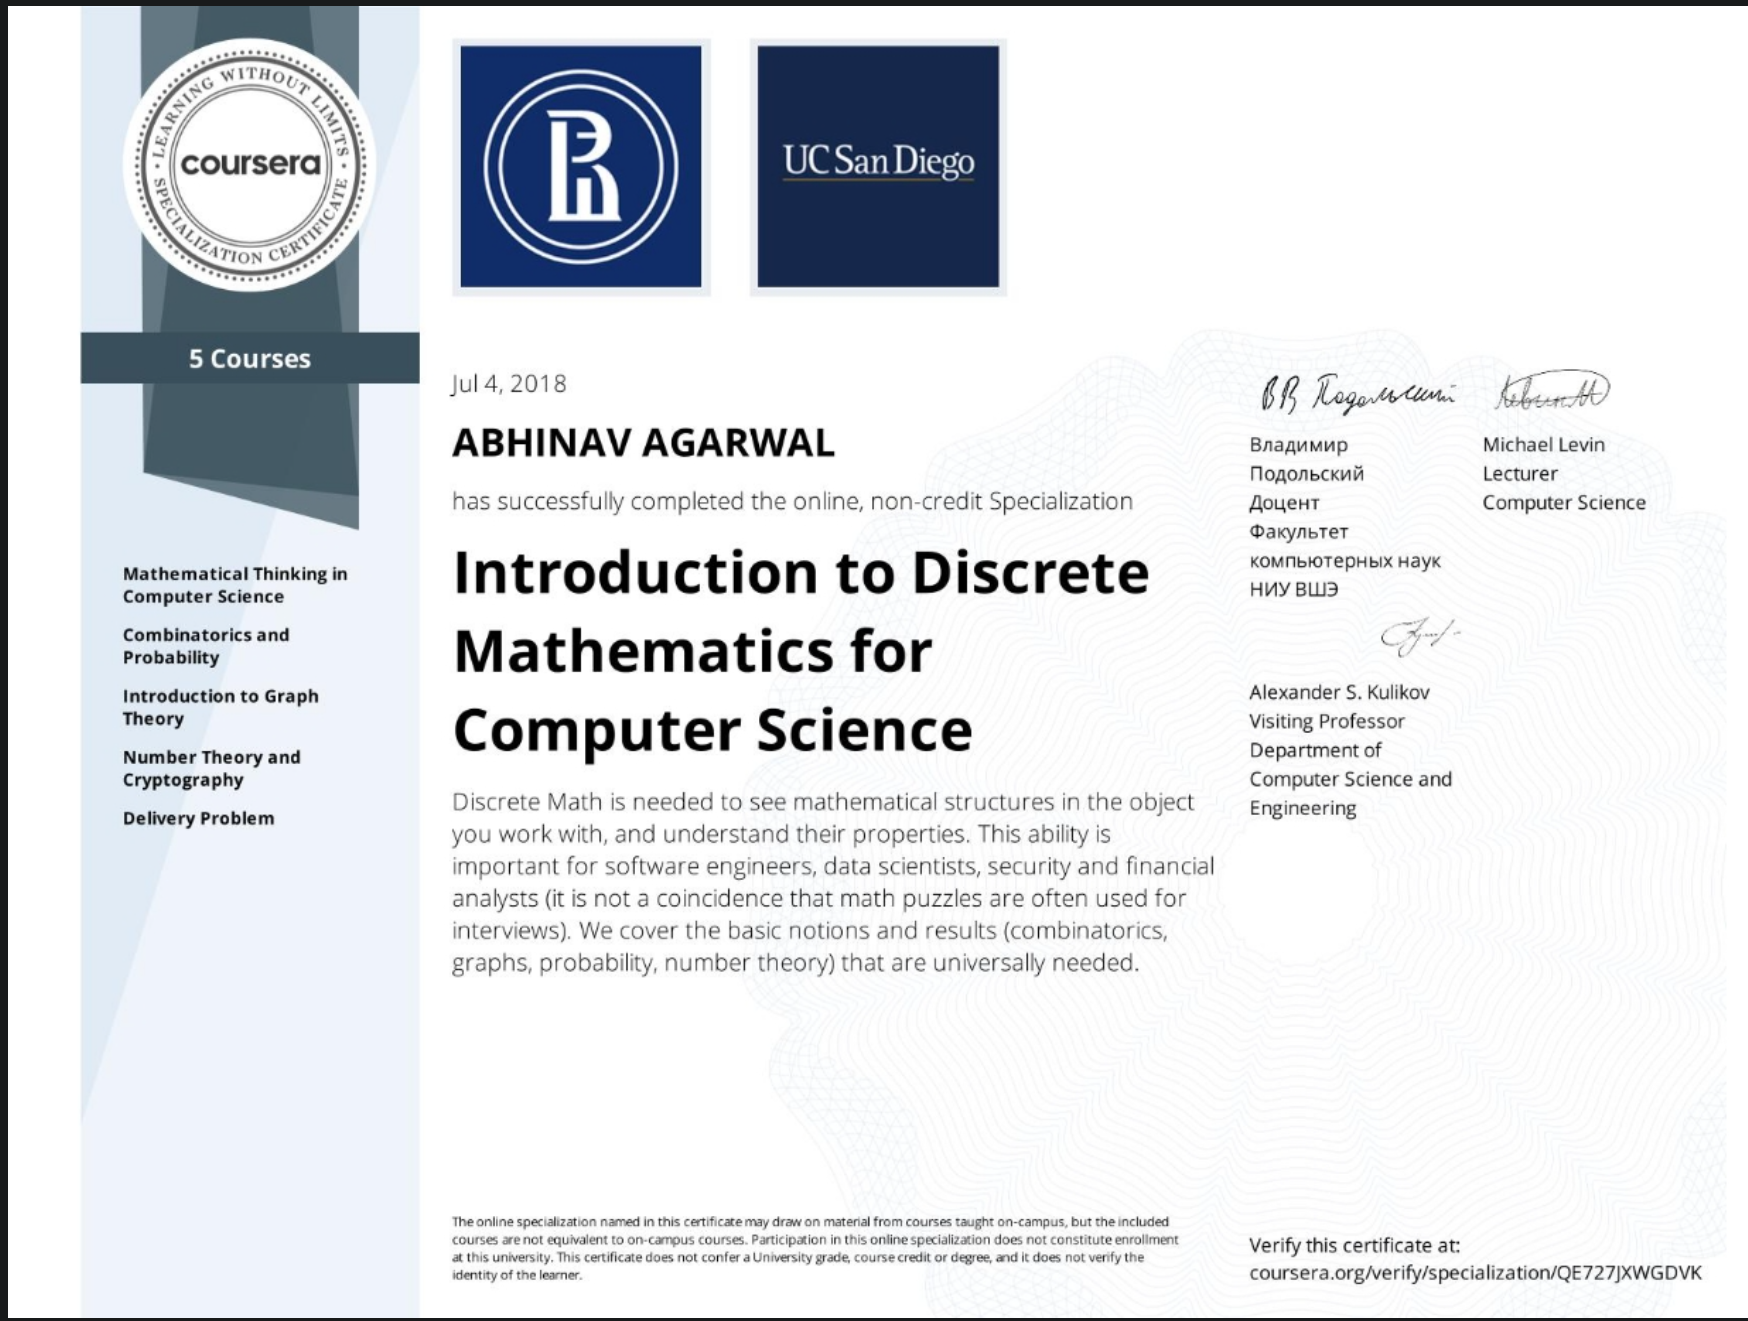 LEARNING WITHOUT LIMITS
coursera
SPECIALIZATION CERTIFICATE
UC San Diego
5 Courses
Mathematical Thinking in
Computer Science
Combinatorics and
Probability
Introduction to Graph
Theory
Number Theory and
Cryptography
Delivery Problem
Jul 4, 2018
ABHINAV AGARWAL
has successfully completed the online, non-credit Specialization
Introduction to Discrete
Mathematics for
Computer Science
Discrete Math is needed to see mathematical structures in the object
you work with, and understand their properties. This ability is
important for software engineers, data scientists, security and financial
analysts (it is not a coincidence that math puzzles are often used for
interviews). We cover the basic notions and results (combinatorics,
graphs, probability, number theory) that are universally needed.
Владимир
Подольский
Доцент
Факультет
компьютерных наук
НИУ ВШЭ
Michael Levin
Lecturer
Computer Science
Alexander S. Kulikov
Visiting Professor
Department of
Computer Science and
Engineering
The online specialization named in this certificate may draw on material from courses taught on-campus, but the included
courses are not equivalent to on-campus courses. Participation in this online specialization does not constitute enrollment
at this university. This certificate does not confer a University grade, course credit or degree, and it does not verify the
identity of the learner.
Verify this certificate at:
coursera.org/verify/specialization/QE727JXWGDVK